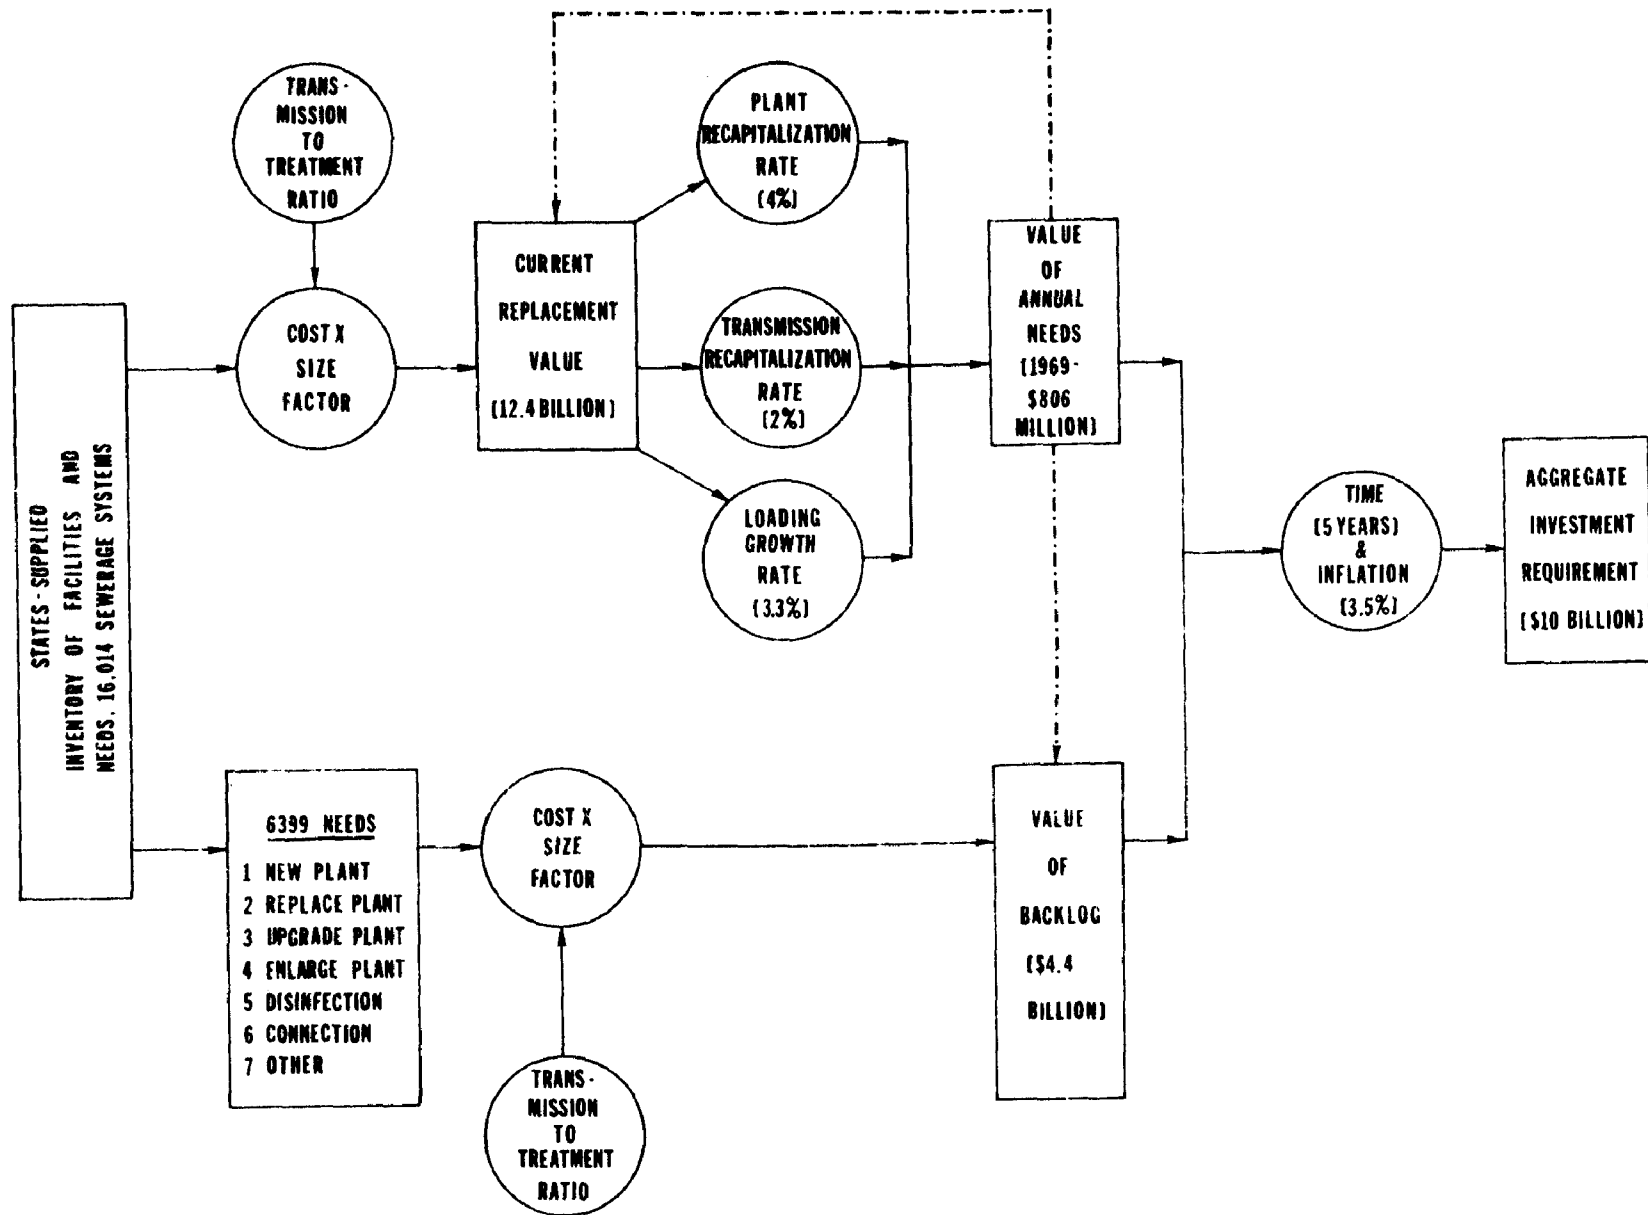 STATES-SUPPLIED
INVENTORY OF FACILITIES AND
NEEDS, 16,014 SEWERAGE SYSTEMS
TRANS-
MISSION
TO
TREATMENT
RATIO
COST X
SIZE
FACTOR
CURRENT
REPLACEMENT
VALUE
(12.4 BILLION)
PLANT
RECAPITALIZATION
RATE
(4%)
TRANSMISSION
RECAPITALIZATION
RATE
(2%)
LOADING
GROWTH
RATE
(3.3%)
VALUE
OF
ANNUAL
NEEDS
(1969-
$806
MILLION)
6399 NEEDS
1 NEW PLANT
2 REPLACE PLANT
3 UPGRADE PLANT
4 ENLARGE PLANT
5 DISINFECTION
6 CONNECTION
7 OTHER
COST X
SIZE
FACTOR
TRANS-
MISSION
TO
TREATMENT
RATIO
VALUE
OF
BACKLOG
($4.4
BILLION)
TIME
(5 YEARS)
&
INFLATION
(3.5%)
AGGREGATE
INVESTMENT
REQUIREMENT
($10 BILLION)